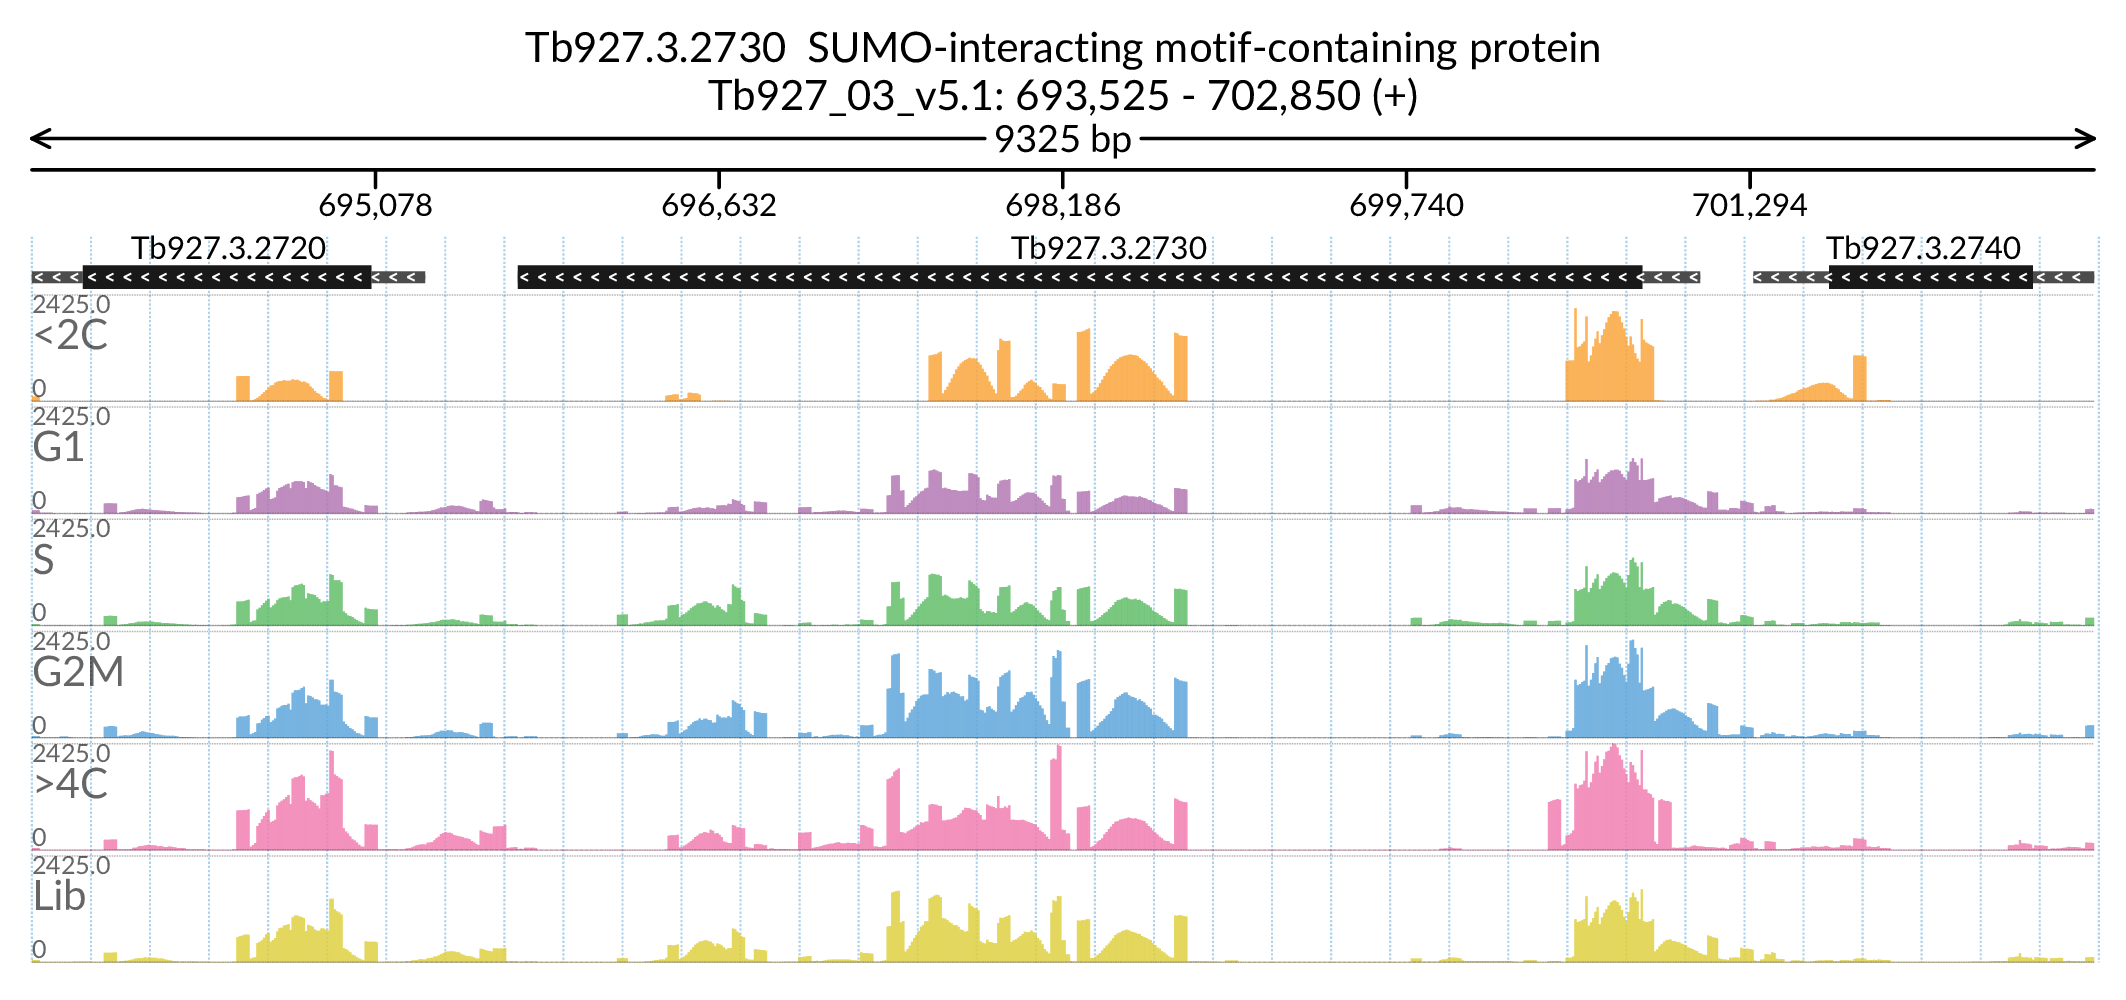 Tb927.3.2730  SUMO-interacting motif-containing protein
Tb927_03_v5.1: 693,525 - 702,850 (+)
9325 bp
695,078 696,632 698,186 699,740 701,294
Tb927.3.2720 Tb927.3.2730 Tb927.3.2740
2425.0
<2C
0
2425.0
G1
0
2425.0
S
0
2425.0
G2M
0
2425.0
>4C
0
2425.0
Lib
0